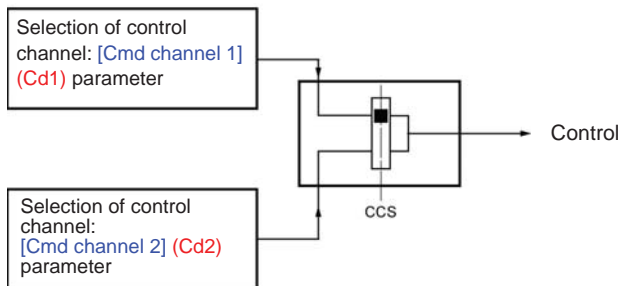 Selection of control
channel: [Cmd channel 1]
(Cd1) parameter
Control
CCS
Selection of control
channel:
[Cmd channel 2] (Cd2)
parameter